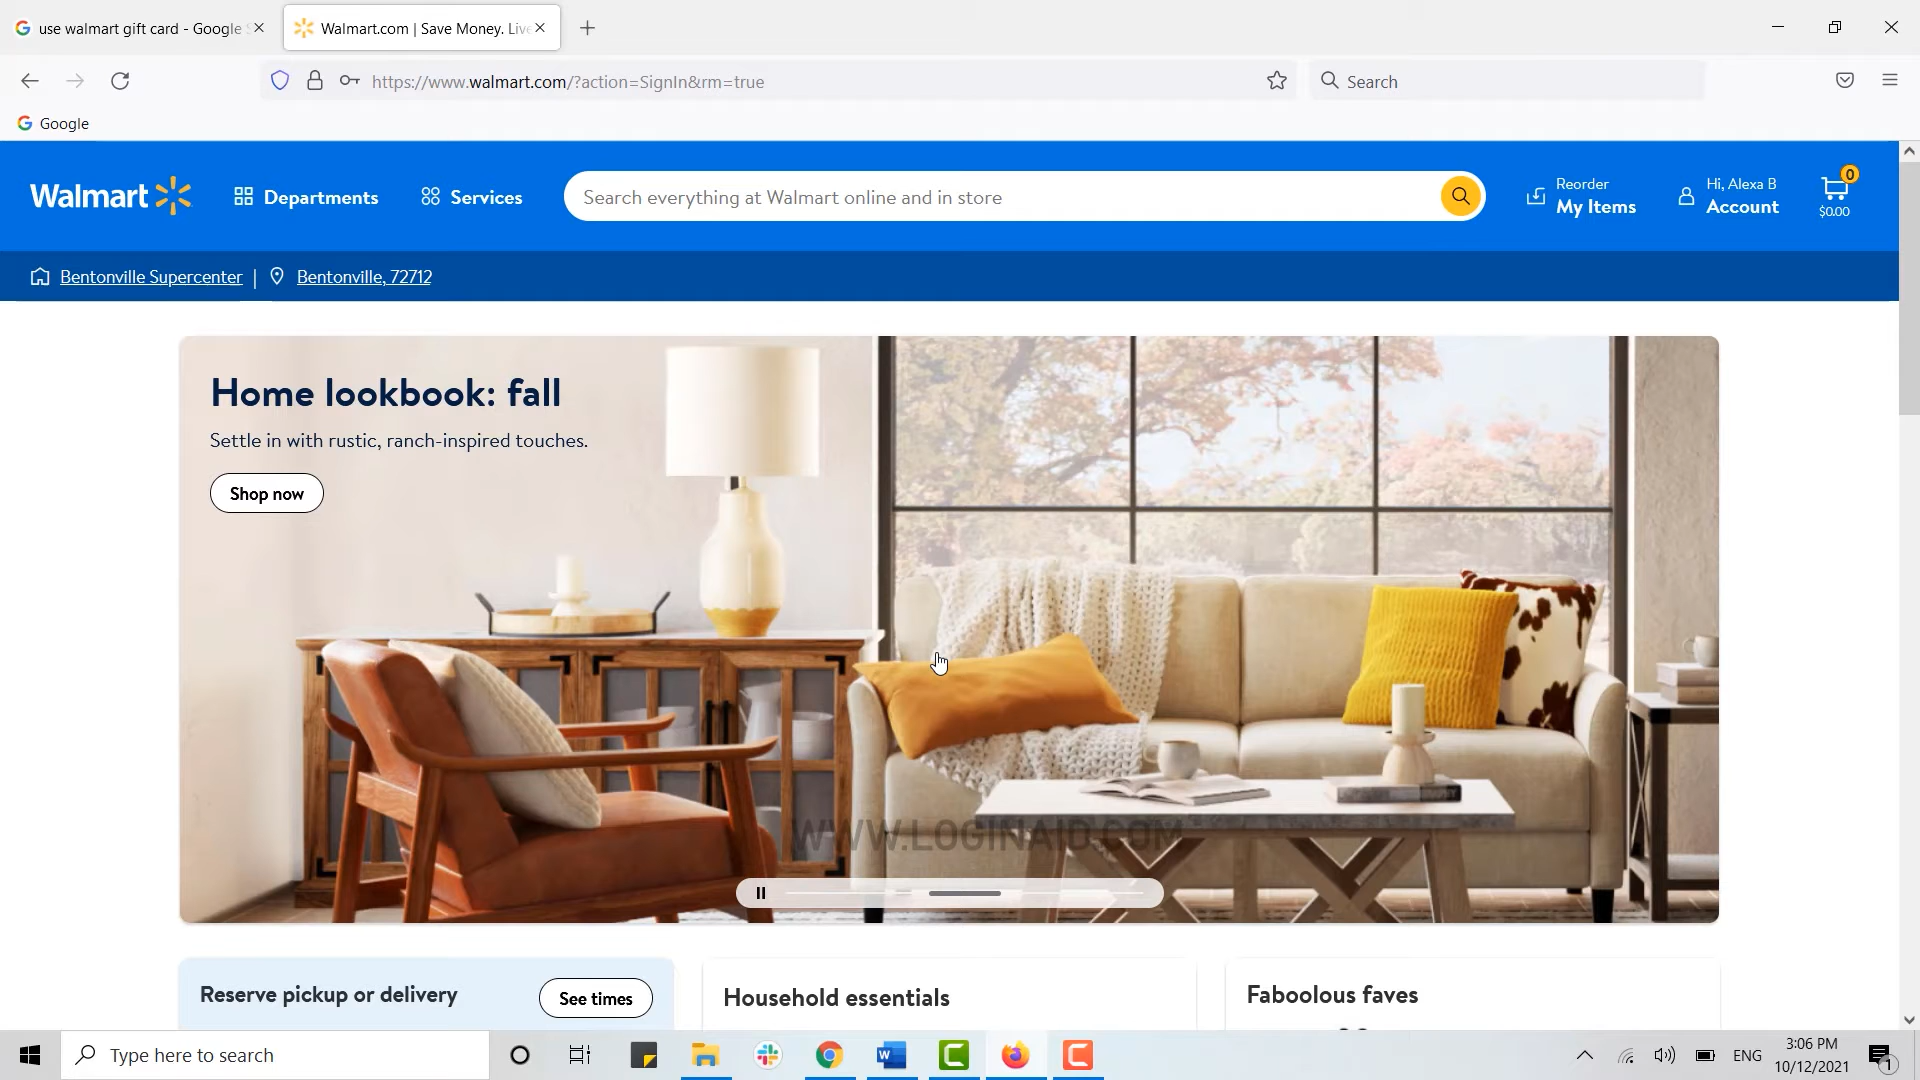 use walmart gift card - Google
Walmart.com | Save Money. Live
https://www.walmart.com/?action=SignIn&rm=true
Search
Google
Walmart
Departments
Services
Search everything at Walmart online and in store
Reorder
My Items
Hi, Alexa B
Account
0
$0.00
Bentonville Supercenter | Bentonville, 72712
Home lookbook: fall
Settle in with rustic, ranch-inspired touches.
Shop now
WWW.LOGINAID.COM
Reserve pickup or delivery
See times
Household essentials
Faboolous faves
Type here to search
ENG
3:06 PM
10/12/2021
1